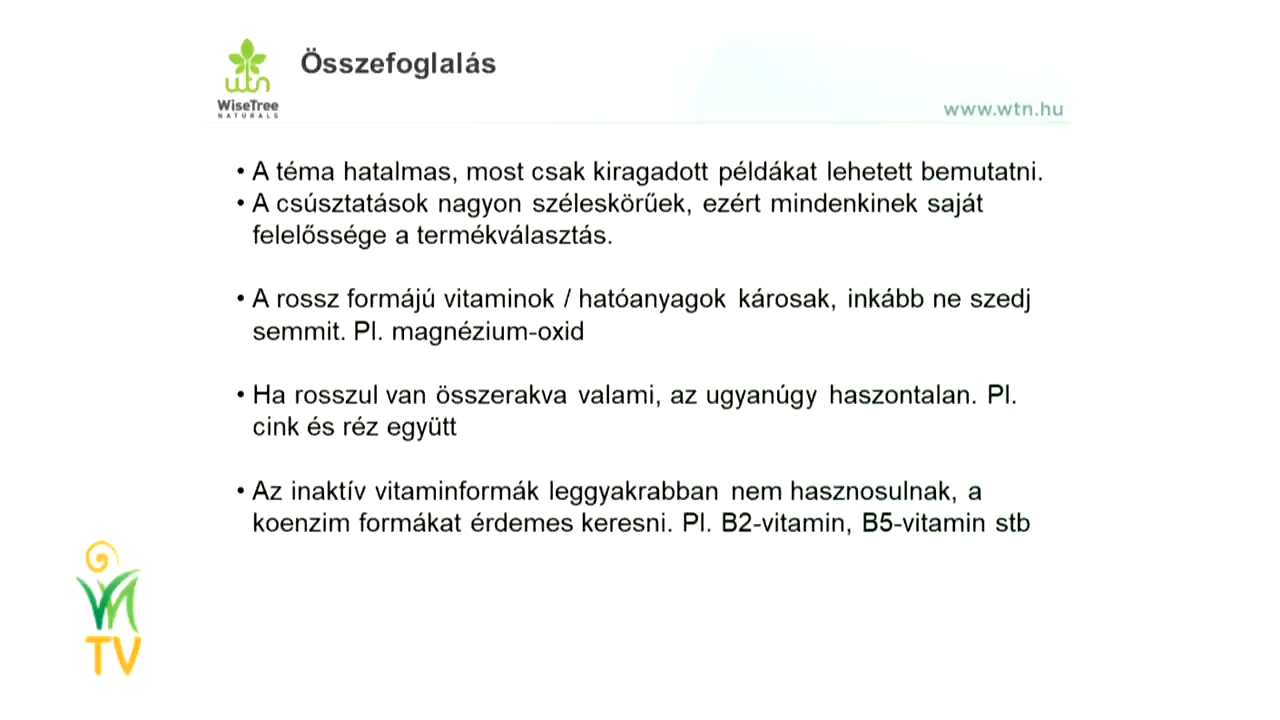 Összefoglalás
wtn
WiseTree
NATURALS
www.wtn.hu
• A téma hatalmas, most csak kiragadott példákat lehetett bemutatni.
• A csúsztatások nagyon széleskörűek, ezért mindenkinek saját
felelőssége a termékválasztás.
• A rossz formájú vitaminok / hatóanyagok károsak, inkább ne szedj
semmit. Pl. magnézium-oxid
• Ha rosszul van összerakva valami, az ugyanúgy haszontalan. Pl.
cink és réz együtt
• Az inaktív vitaminformák leggyakrabban nem hasznosulnak, a
koenzim formákat érdemes keresni. Pl. B2-vitamin, B5-vitamin stb
TV